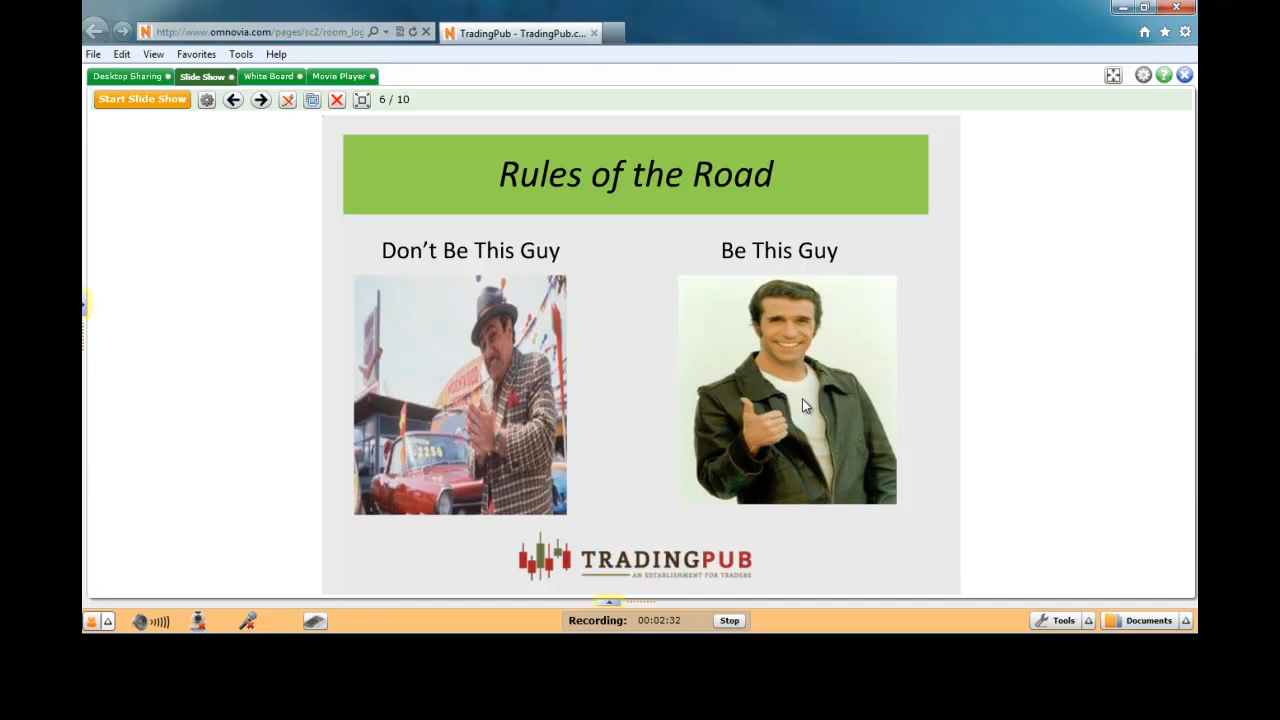 http://www.omnovia.com/pages/sc2/room_log
TradingPub - TradingPub.c...
File Edit View Favorites Tools Help
Desktop Sharing Slide Show White Board Movie Player
Start Slide Show 6 / 10
Rules of the Road
Don't Be This Guy
Be This Guy
2256
TRADINGPUB
AN ESTABLISHMENT FOR TRADERS
Recording: 00:02:32 Stop
Tools Documents